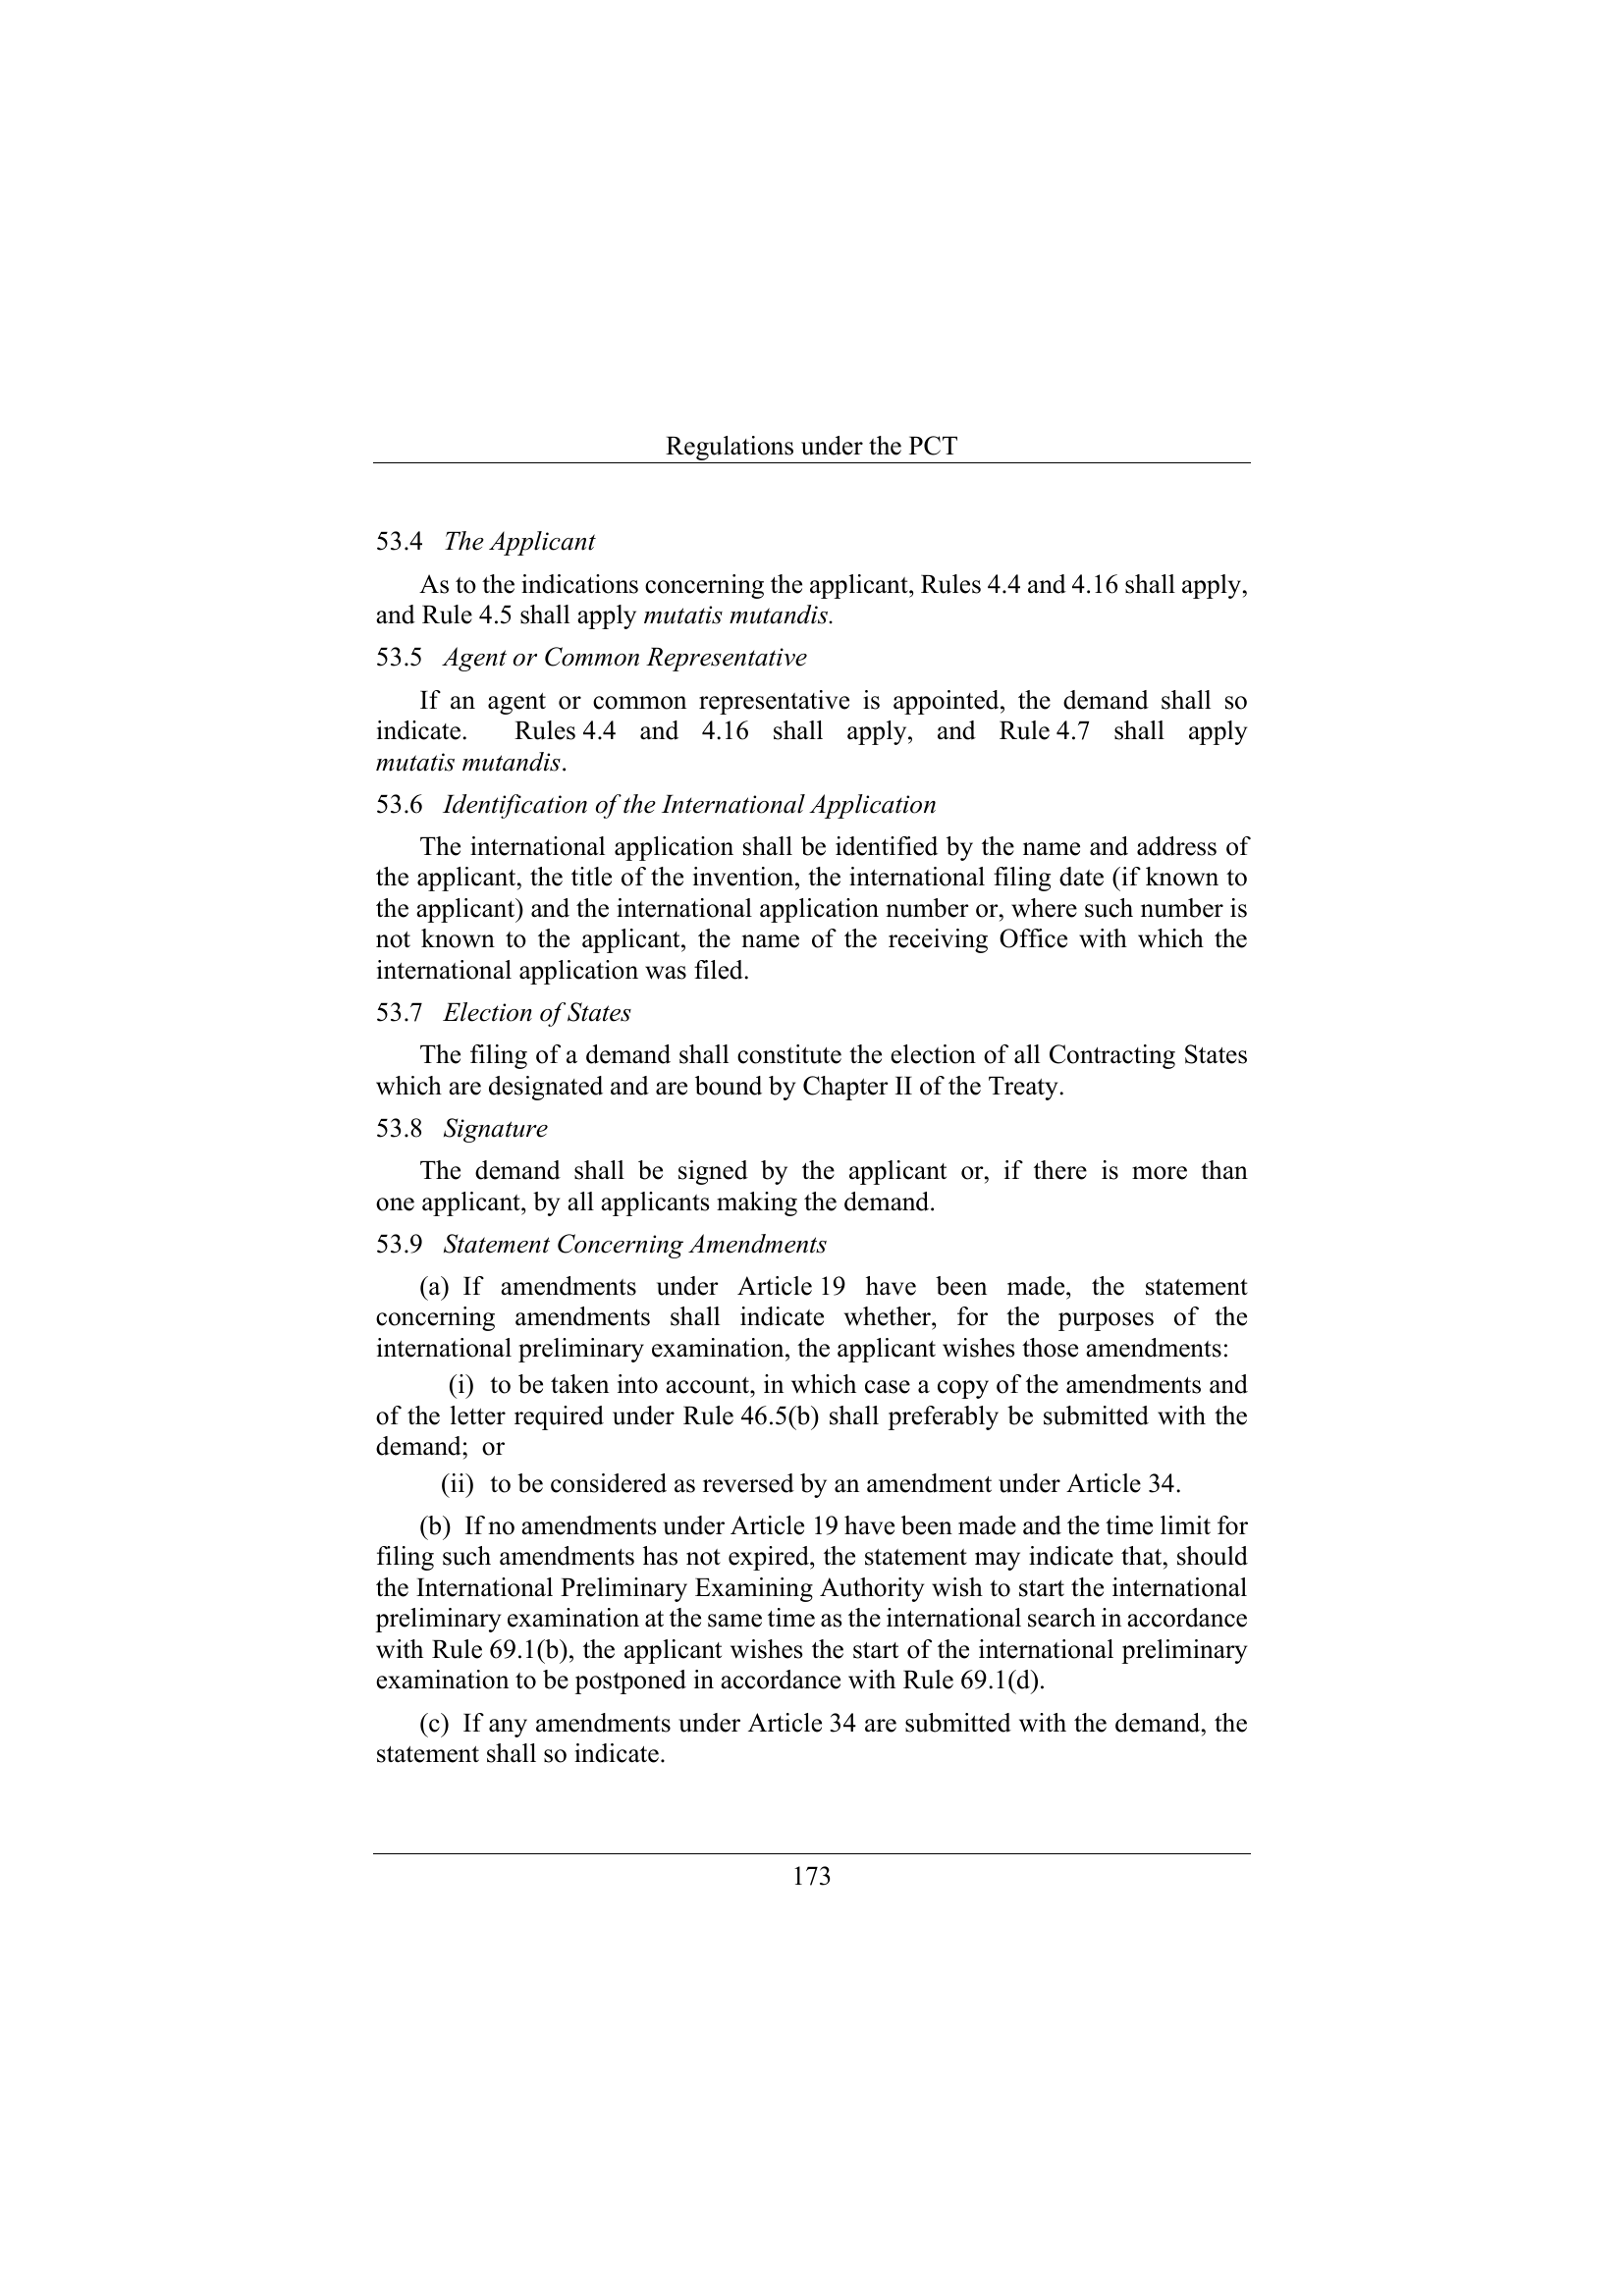 Regulations under the PCT
53.4 The Applicant
As to the indications concerning the applicant, Rules 4.4 and 4.16 shall apply,
and Rule 4.5 shall apply mutatis mutandis.
53.5 Agent or Common Representative
If an agent or common representative is appointed, the demand shall so
indicate. Rules 4.4 and 4.16 shall apply, and Rule 4.7 shall apply
mutatis mutandis.
53.6 Identification of the International Application
The international application shall be identified by the name and address of
the applicant, the title of the invention, the international filing date (if known to
the applicant) and the international application number or, where such number is
not known to the applicant, the name of the receiving Office with which the
international application was filed.
53.7 Election of States
The filing of a demand shall constitute the election of all Contracting States
which are designated and are bound by Chapter II of the Treaty.
53.8 Signature
The demand shall be signed by the applicant or, if there is more than
one applicant, by all applicants making the demand.
53.9 Statement Concerning Amendments
(a) If amendments under Article 19 have been made, the statement
concerning amendments shall indicate whether, for the purposes of the
international preliminary examination, the applicant wishes those amendments:
(i) to be taken into account, in which case a copy of the amendments and
of the letter required under Rule 46.5(b) shall preferably be submitted with the
demand; or
(ii) to be considered as reversed by an amendment under Article 34.
(b) If no amendments under Article 19 have been made and the time limit for
filing such amendments has not expired, the statement may indicate that, should
the International Preliminary Examining Authority wish to start the international
preliminary examination at the same time as the international search in accordance
with Rule 69.1(b), the applicant wishes the start of the international preliminary
examination to be postponed in accordance with Rule 69.1(d).
(c) If any amendments under Article 34 are submitted with the demand, the
statement shall so indicate.
173